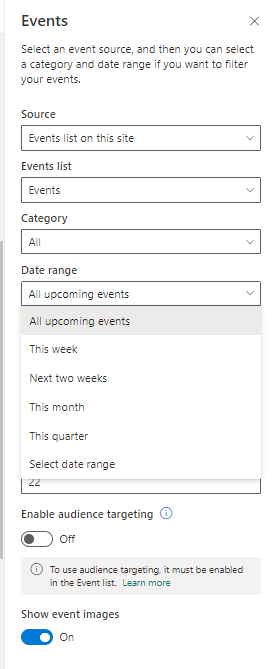 Events
Select an event source, and then you can select
a category and date range if you want to filter
your events.
Source
Events list on this site
Events list
Events
Category
All
Date range
All upcoming events
All upcoming events
This week
Next two weeks
This month
This quarter
Select date range
22
Enable audience targeting
Off
To use audience targeting, it must be enabled
in the Event list. Learn more
Show event images
On